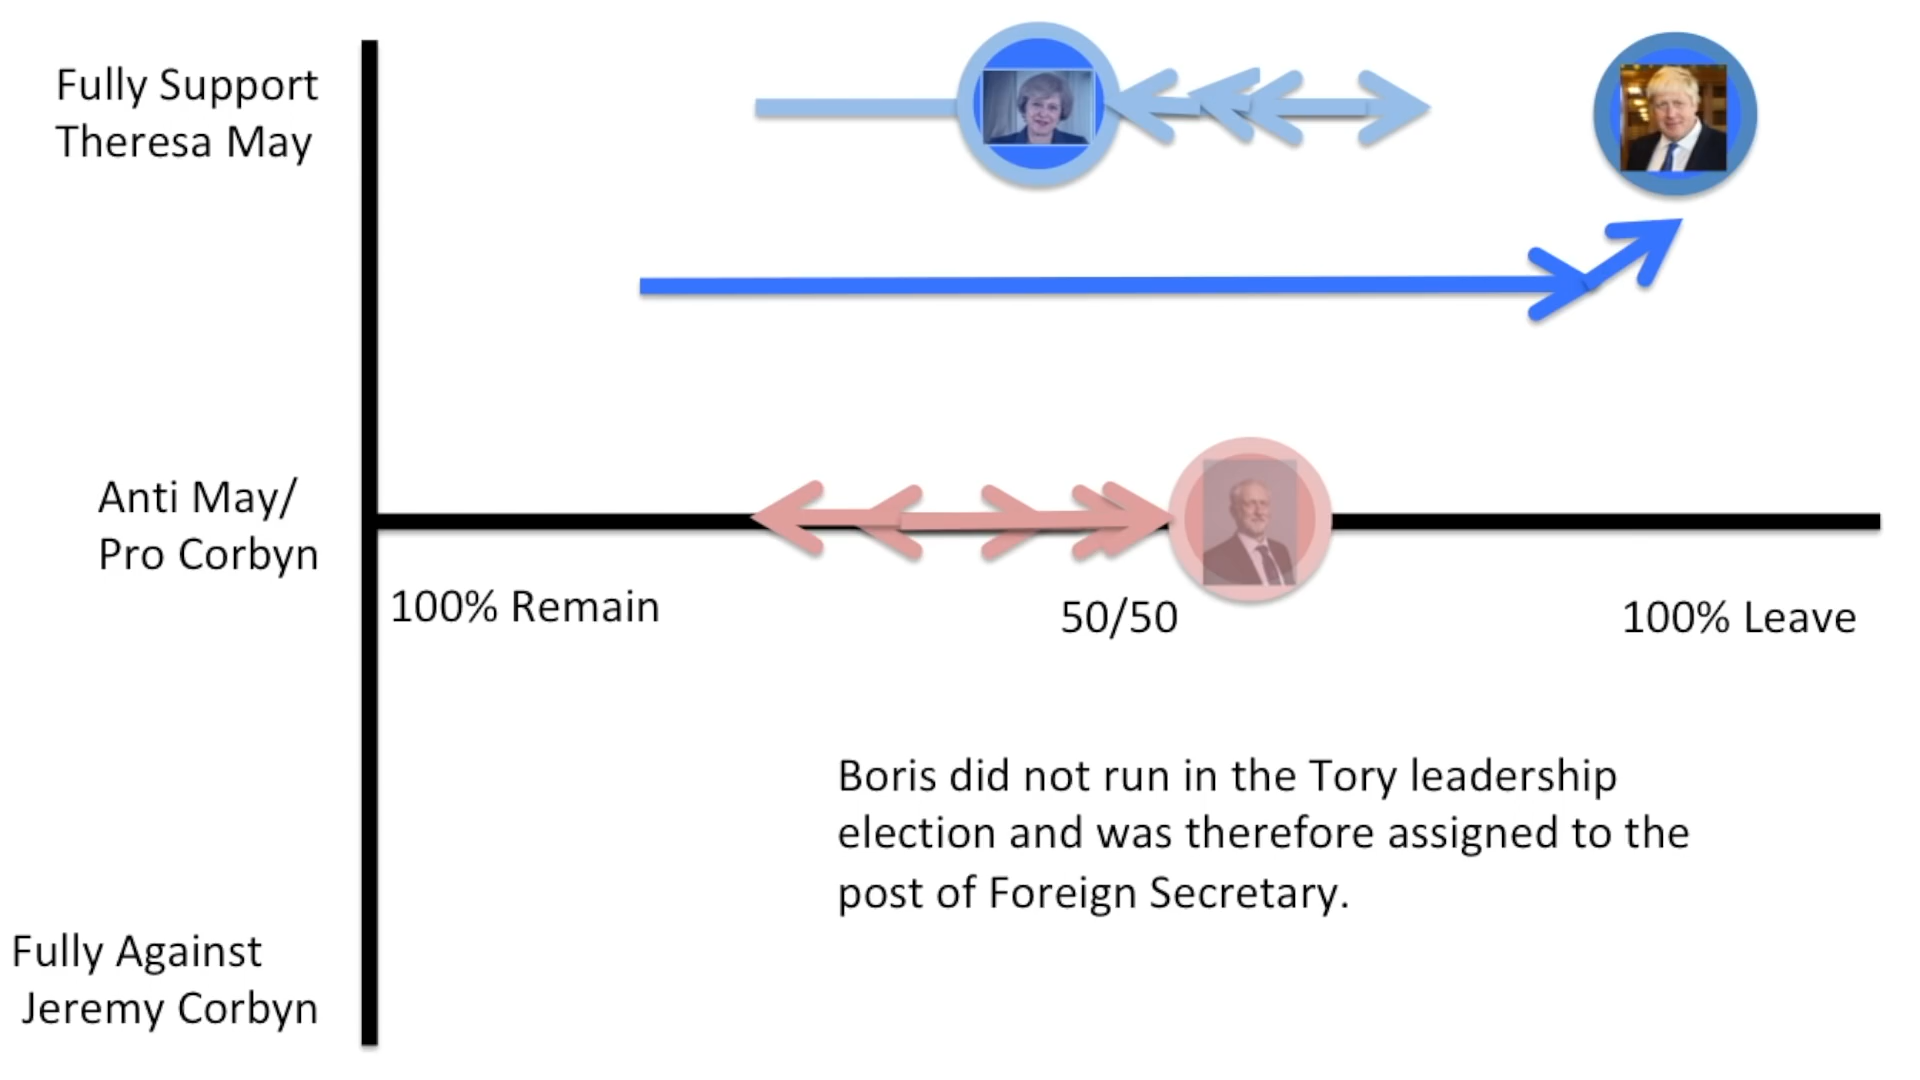 Fully Support
Theresa May
Anti May/
Pro Corbyn
100% Remain
50/50
100% Leave
Boris did not run in the Tory leadership
election and was therefore assigned to the
post of Foreign Secretary.
Fully Against
Jeremy Corbyn